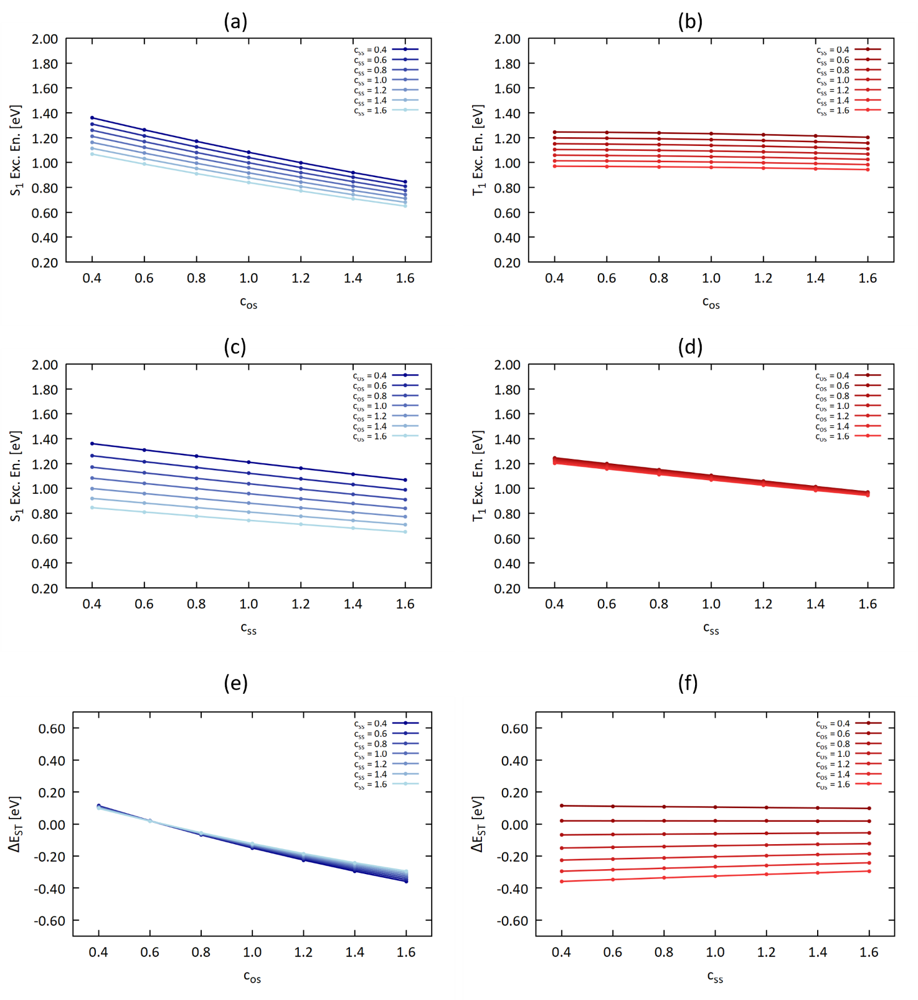 (a)
2.00
1.80
1.60
1.40
1.20
1.00
0.80
0.60
0.40
0.20
S1 Exc. En. [eV]
css = 0.4
css = 0.6
css = 0.8
css = 1.0
css = 1.2
css = 1.4
css = 1.6
0.4 0.6 0.8 1.0 1.2 1.4 1.6
cos
(b)
2.00
1.80
1.60
1.40
1.20
1.00
0.80
0.60
0.40
0.20
T1 Exc. En. [eV]
css = 0.4
css = 0.6
css = 0.8
css = 1.0
css = 1.2
css = 1.4
css = 1.6
0.4 0.6 0.8 1.0 1.2 1.4 1.6
cos
(c)
2.00
1.80
1.60
1.40
1.20
1.00
0.80
0.60
0.40
0.20
S1 Exc. En. [eV]
cos = 0.4
cos = 0.6
cos = 0.8
cos = 1.0
cos = 1.2
cos = 1.4
cos = 1.6
0.4 0.6 0.8 1.0 1.2 1.4 1.6
css
(d)
2.00
1.80
1.60
1.40
1.20
1.00
0.80
0.60
0.40
0.20
T1 Exc. En. [eV]
cos = 0.4
cos = 0.6
cos = 0.8
cos = 1.0
cos = 1.2
cos = 1.4
cos = 1.6
0.4 0.6 0.8 1.0 1.2 1.4 1.6
css
(e)
0.60
0.40
0.20
0.00
-0.20
-0.40
-0.60
ΔEST [eV]
css = 0.4
css = 0.6
css = 0.8
css = 1.0
css = 1.2
css = 1.4
css = 1.6
0.4 0.6 0.8 1.0 1.2 1.4 1.6
cos
(f)
0.60
0.40
0.20
0.00
-0.20
-0.40
-0.60
ΔEST [eV]
cos = 0.4
cos = 0.6
cos = 0.8
cos = 1.0
cos = 1.2
cos = 1.4
cos = 1.6
0.4 0.6 0.8 1.0 1.2 1.4 1.6
css